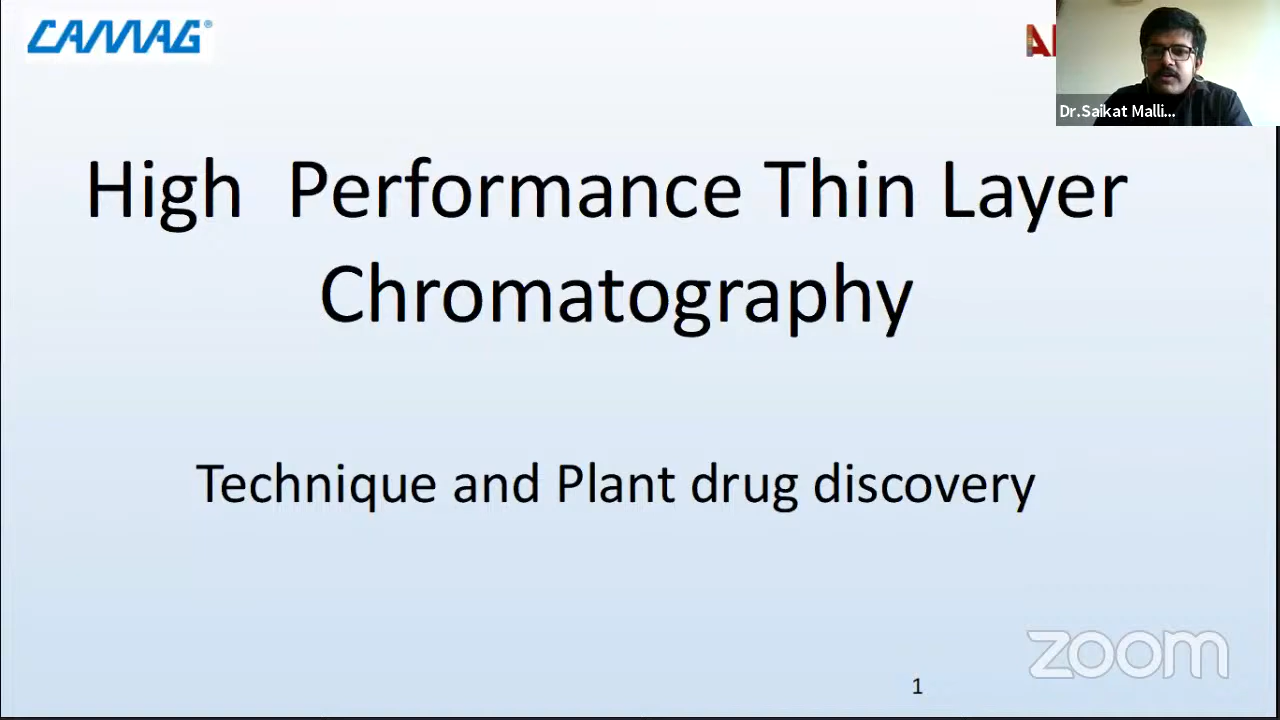 CAMAG®
Dr.Saikat Malli...
High Performance Thin Layer
Chromatography
Technique and Plant drug discovery
zoom
1